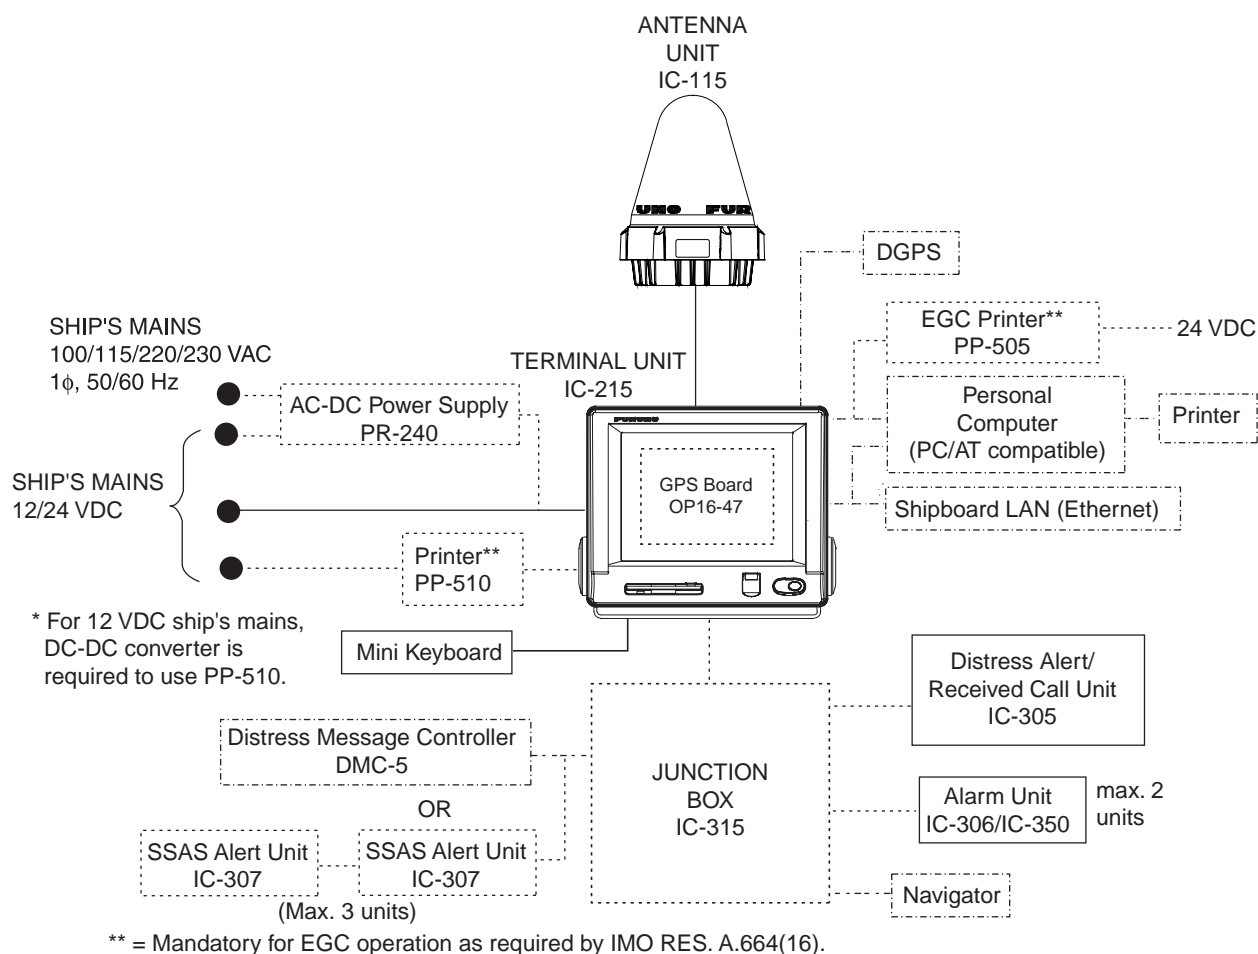 ANTENNA
UNIT
IC-115
UNO FUR
DGPS
EGC Printer**
PP-505
24 VDC
SHIP'S MAINS
100/115/220/230 VAC
1ϕ, 50/60 Hz
TERMINAL UNIT
IC-215
AC-DC Power Supply
PR-240
FURUNO
Personal
Computer
(PC/AT compatible)
Printer
SHIP'S MAINS
12/24 VDC
GPS Board
OP16-47
Shipboard LAN (Ethernet)
Printer**
PP-510
* For 12 VDC ship's mains,
DC-DC converter is
required to use PP-510.
Mini Keyboard
Distress Alert/
Received Call Unit
IC-305
Distress Message Controller
DMC-5
JUNCTION
BOX
IC-315
OR
Alarm Unit
IC-306/IC-350
max. 2
units
SSAS Alert Unit
IC-307
SSAS Alert Unit
IC-307
(Max. 3 units)
Navigator
** = Mandatory for EGC operation as required by IMO RES. A.664(16).